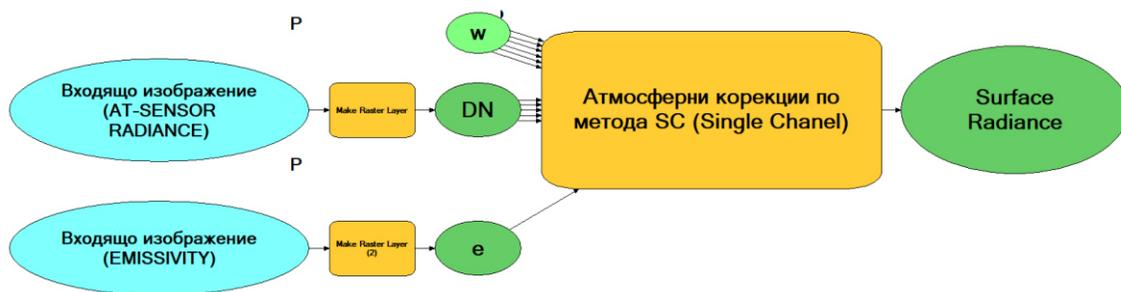 P
w
Входящо изображение
(AT-SENSOR
RADIANCE)
Make Raster Layer
DN
Атмосферни корекции по
метода SC (Single Chanel)
Surface
Radiance
P
Входящо изображение
(EMISSIVITY)
Make Raster Layer
(2)
e